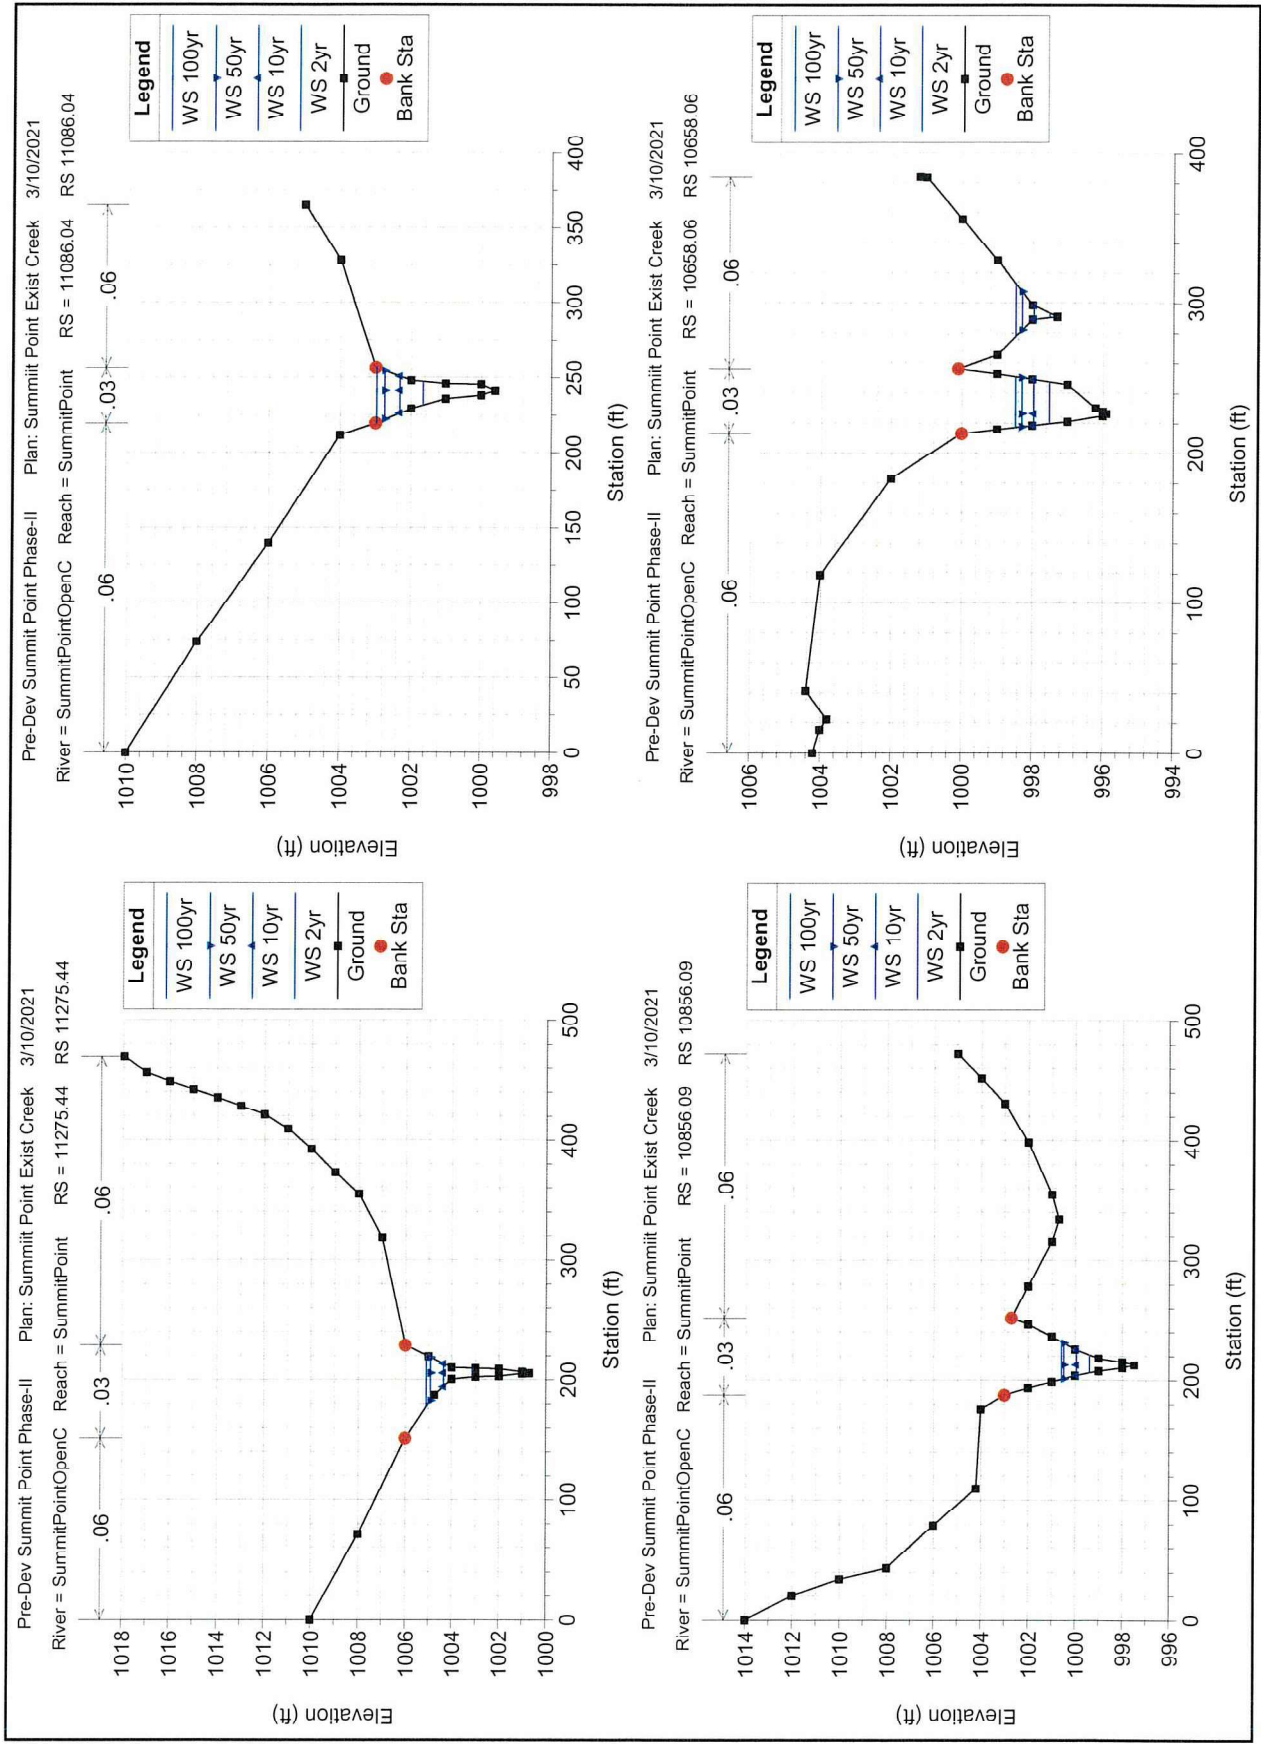 Pre-Dev Summit Point Phase-II Plan: Summiit Point Exist Creek 3/10/2021
River = SummitPointOpenC Reach = SummitPoint RS = 11275.44 RS 11275.44
.06 .03 .06
1018
1016
1014
1012
1010
1008
1006
1004
1002
1000
Elevation (ft)
0 100 200 300 400 500
Station (ft)
Legend
WS 100yr
WS 50yr
WS 10yr
WS 2yr
Ground
Bank Sta
Pre-Dev Summit Point Phase-II Plan: Summiit Point Exist Creek 3/10/2021
River = SummitPointOpenC Reach = SummitPoint RS = 11086.04 RS 11086.04
.06 .03 .06
1010
1008
1006
1004
1002
1000
998
Elevation (ft)
0 50 100 150 200 250 300 350 400
Station (ft)
Legend
WS 100yr
WS 50yr
WS 10yr
WS 2yr
Ground
Bank Sta
Pre-Dev Summit Point Phase-II Plan: Summiit Point Exist Creek 3/10/2021
River = SummitPointOpenC Reach = SummitPoint RS = 10856.09 RS 10856.09
.06 .03 .06
1014
1012
1010
1008
1006
1004
1002
1000
998
996
Elevation (ft)
0 100 200 300 400 500
Station (ft)
Legend
WS 100yr
WS 50yr
WS 10yr
WS 2yr
Ground
Bank Sta
Pre-Dev Summit Point Phase-II Plan: Summiit Point Exist Creek 3/10/2021
River = SummitPointOpenC Reach = SummitPoint RS = 10658.06 RS 10658.06
.06 .03 .06
1006
1004
1002
1000
998
996
994
Elevation (ft)
0 100 200 300 400
Station (ft)
Legend
WS 100yr
WS 50yr
WS 10yr
WS 2yr
Ground
Bank Sta